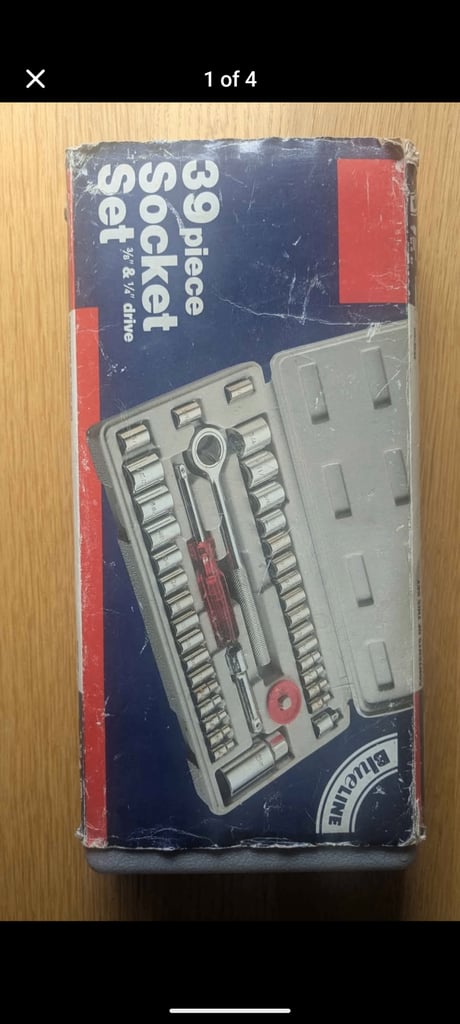 1 of 4
39 piece
Socket
Set 3/8" & 1/4" drive
BlueLINE